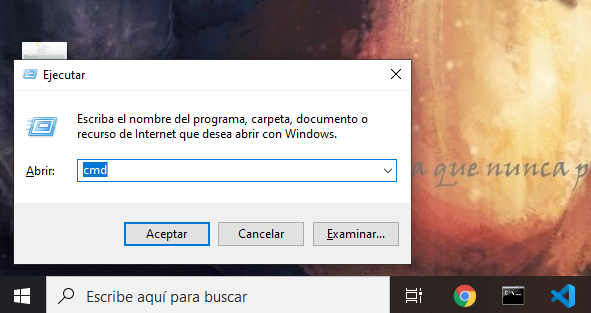 Ejecutar
Escriba el nombre del programa, carpeta, documento o
recurso de Internet que desea abrir con Windows.
Abrir:
cmd
a que nunca p
Aceptar
Cancelar
Examinar...
Escribe aquí para buscar